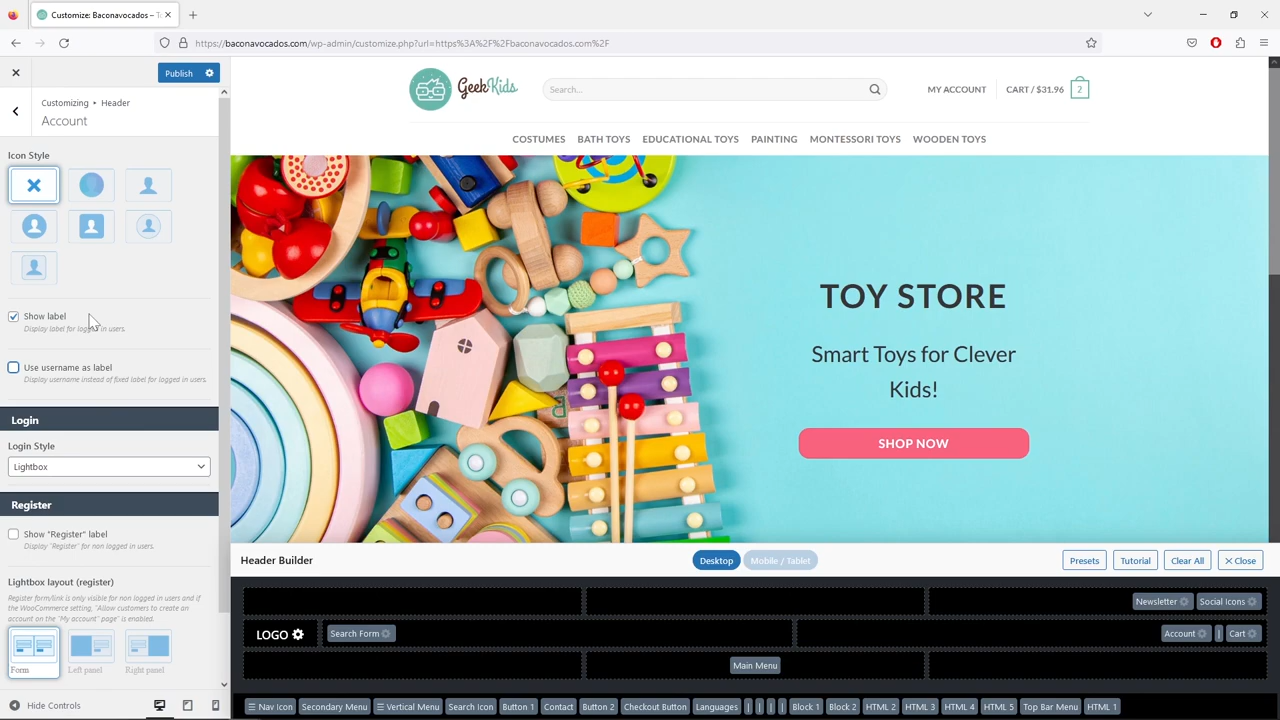 Customize: Baconavocados – T
https://baconavocados.com/wp-admin/customize.php?url=https%3A%2F%2Fbaconavocados.com%2F
Publish
Customizing • Header
Account
Icon Style
Show label
Display label for logged in users.
Use username as label
Display username instead of fixed label for logged in users.
Login
Login Style
Lightbox
Register
Show "Register" label
Display "Register" for non logged in users.
Lightbox layout (register)
Register form/link is only visible for non logged in users and if
the WooCommerce setting, "Allow customers to create an
account on the "My account" page" is enabled.
Form Left panel Right panel
Hide Controls
GeekKids
Search...
MY ACCOUNT
CART / $31.96 2
COSTUMES BATH TOYS EDUCATIONAL TOYS PAINTING MONTESSORI TOYS WOODEN TOYS
TOY STORE
Smart Toys for Clever
Kids!
SHOP NOW
Header Builder
Desktop Mobile / Tablet
Presets Tutorial Clear All ✕ Close
Newsletter Social Icons
LOGO Search Form Account | Cart
Main Menu
☰ Nav Icon Secondary Menu ☰ Vertical Menu Search Icon Button 1 Contact Button 2 Checkout Button Languages | | | | Block 1 Block 2 HTML 2 HTML 3 HTML 4 HTML 5 Top Bar Menu HTML 1